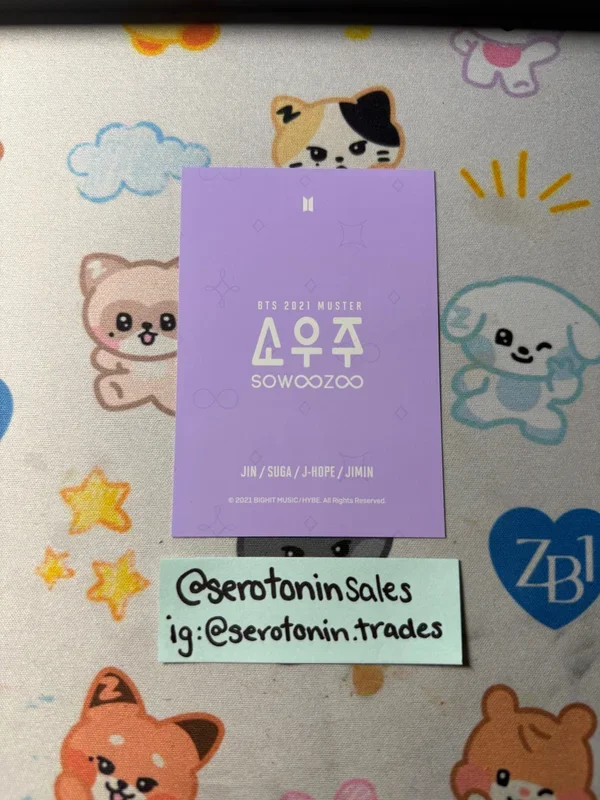 BTS 2021 MUSTER
소우주
SOWOOZOO
JIN / SUGA / J-HOPE / JIMIN
© 2021 BIGHIT MUSIC/HYBE. All Rights Reserved.
@serotoninsales
ig:@serotonin.trades
Z
Z
ZB1
Z